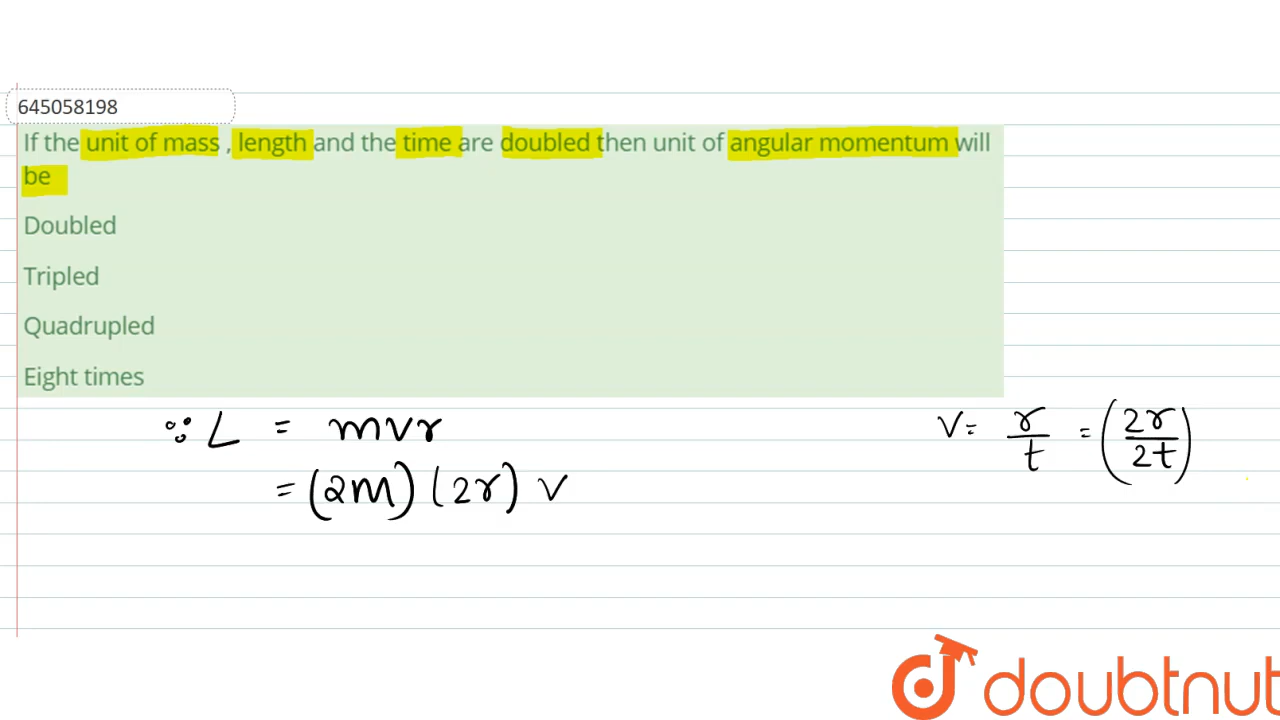 645058198
If the unit of mass , length and the time are doubled then unit of angular momentum will
be
Doubled
Tripled
Quadrupled
Eight times
∵ L = mvr
V = r/t = (2r/2t)
= (2m) (2r) v
doubtnut